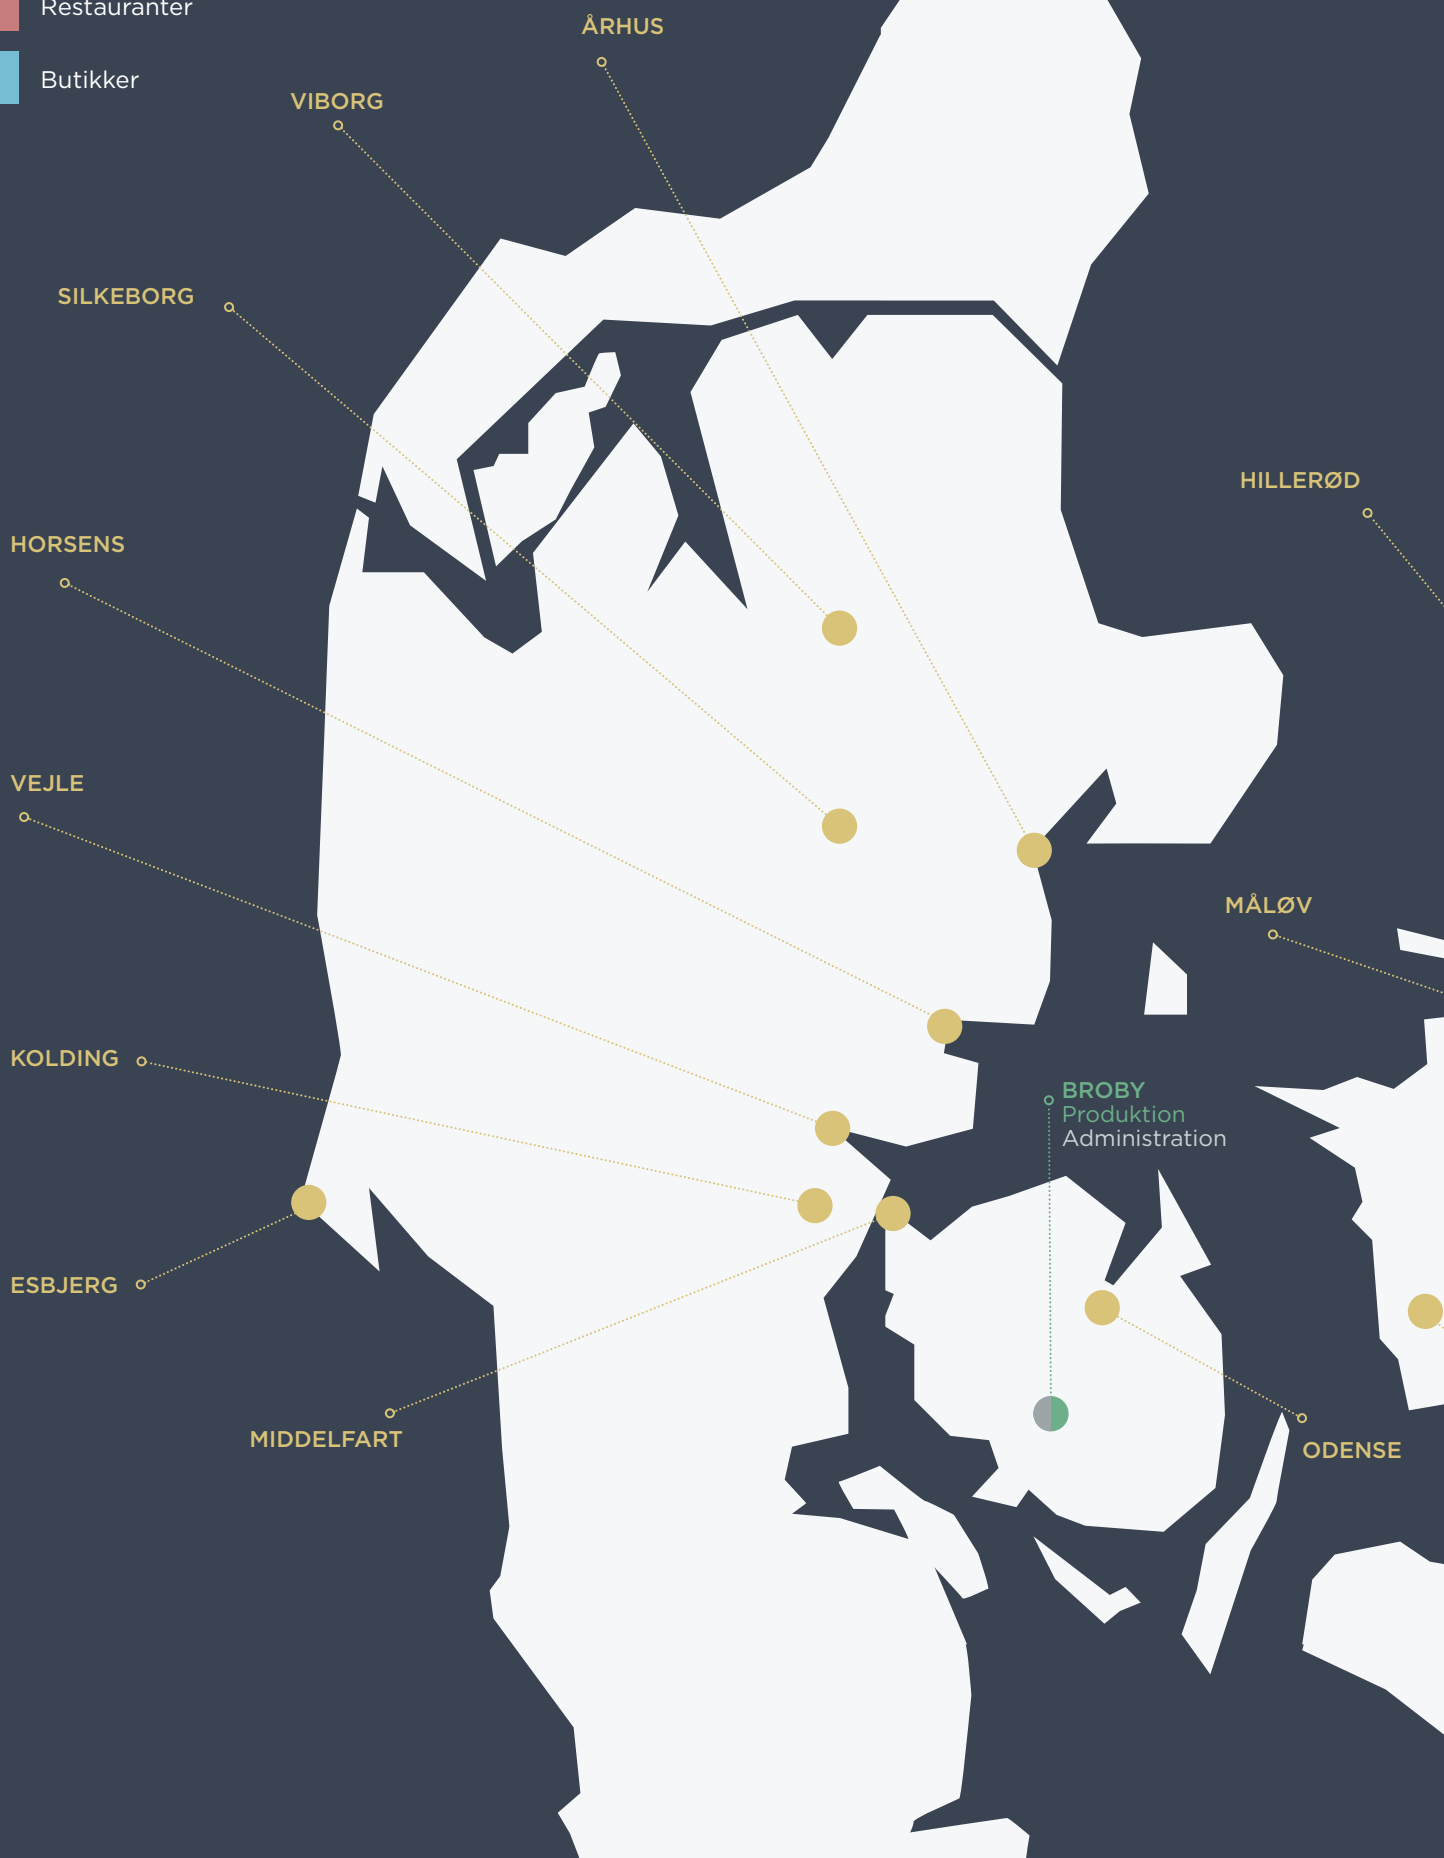 Restauranter
Butikker
ÅRHUS
VIBORG
SILKEBORG
HILLERØD
HORSENS
VEJLE
MÅLØV
KOLDING
BROBY
Produktion
Administration
ESBJERG
MIDDELFART
ODENSE